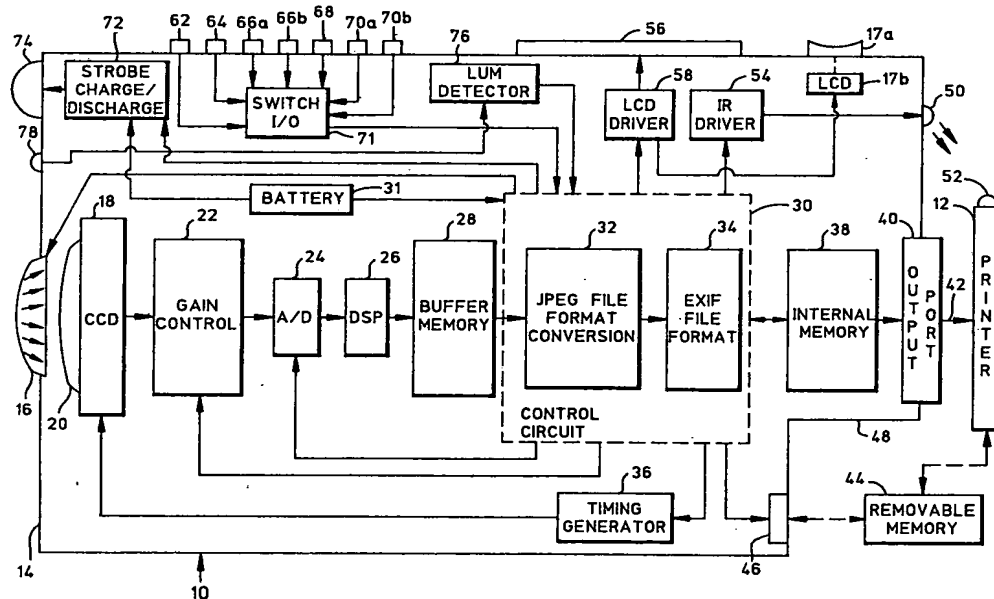 62 64 66a 66b 68 70a 70b
72
74
STROBE
CHARGE/
DISCHARGE
SWITCH
I/O
71
76
LUM
DETECTOR
56
58
LCD
DRIVER
54
IR
DRIVER
17a
LCD
17b
50
78
BATTERY
31
52
12
18
CCD
22
GAIN
CONTROL
24
A/D
26
DSP
28
BUFFER
MEMORY
30
32
JPEG FILE
FORMAT
CONVERSION
34
EXIF
FILE
FORMAT
CONTROL
CIRCUIT
38
INTERNAL
MEMORY
40
OUTPUT
PORT
42
PRINTER
16
20
48
36
TIMING
GENERATOR
44
REMOVABLE
MEMORY
46
14
10